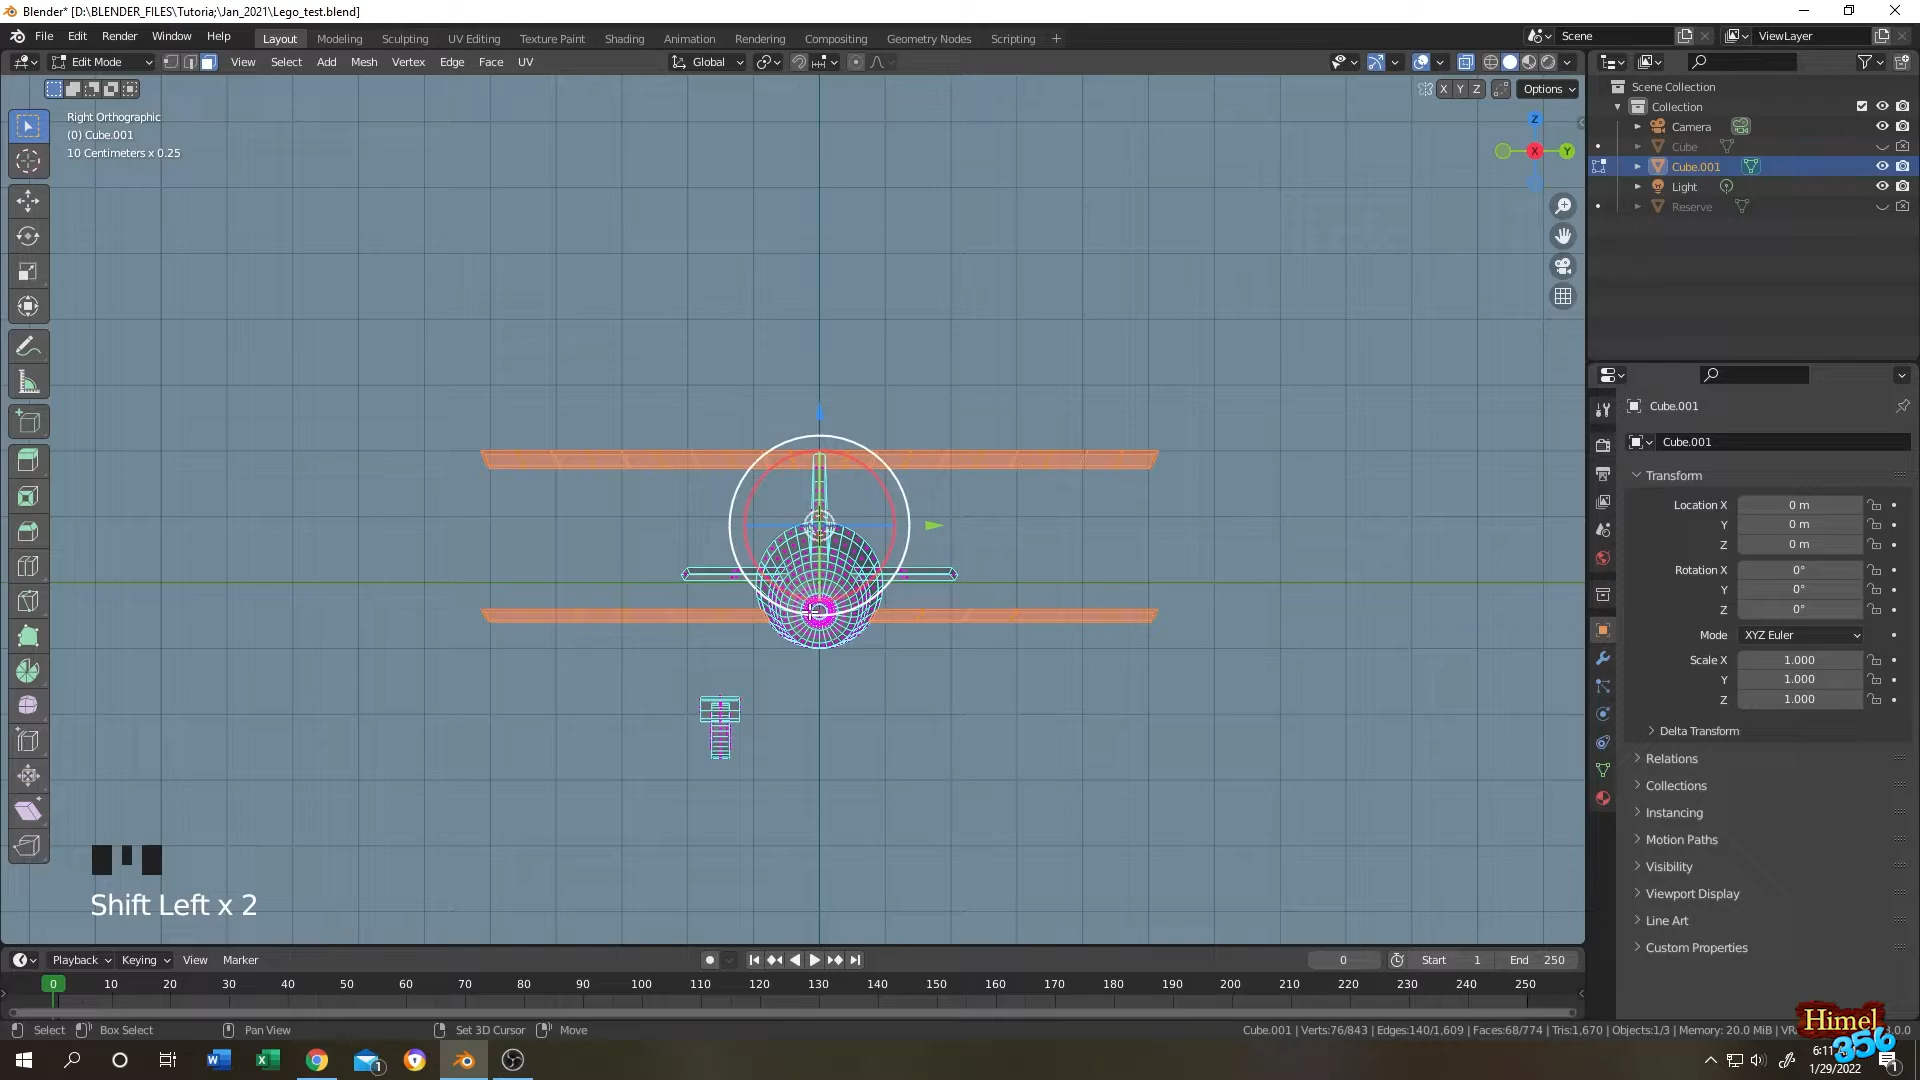 Blender* [D:\BLENDER_FILES\Tutoria;\Jan_2021\Lego_test.blend]
File Edit Render Window Help Layout Modeling Sculpting UV Editing Texture Paint Shading Animation Rendering Compositing Geometry Nodes Scripting + Scene ViewLayer
Edit Mode View Select Add Mesh Vertex Edge Face UV Global
X Y Z Options
Right Orthographic
(0) Cube.001
10 Centimeters x 0.25
Z
X Y
Scene Collection
Collection
Camera
Cube
Cube.001
Light
Reserve
Cube.001
Cube.001
Transform
Location X 0 m
Y 0 m
Z 0 m
Rotation X 0°
Y 0°
Z 0°
Mode XYZ Euler
Scale X 1.000
Y 1.000
Z 1.000
Delta Transform
Relations
Collections
Instancing
Motion Paths
Visibility
Viewport Display
Line Art
Custom Properties
Shift Left x 2
Playback Keying View Marker 0 Start 1 End 250
0 10 20 30 40 50 60 70 80 90 100 110 120 130 140 150 160 170 180 190 200 210 220 230 240 250
Select Box Select Pan View Set 3D Cursor Move Cube.001 | Verts:76/843 | Edges:140/1,609 | Faces:68/774 | Tris:1,670 | Objects:1/3 | Memory: 20.0 MiB
Himel
356
6:11
1/29/2022
1
1